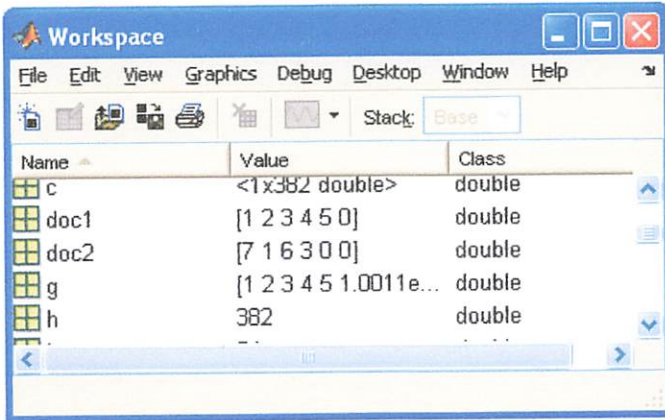 Workspace
File Edit View Graphics Debug Desktop Window Help
Stack: Base
Name Value Class
c <1x382 double> double
doc1 [1 2 3 4 5 0] double
doc2 [7 1 6 3 0 0] double
g [1 2 3 4 5 1.0011e... double
h 382 double